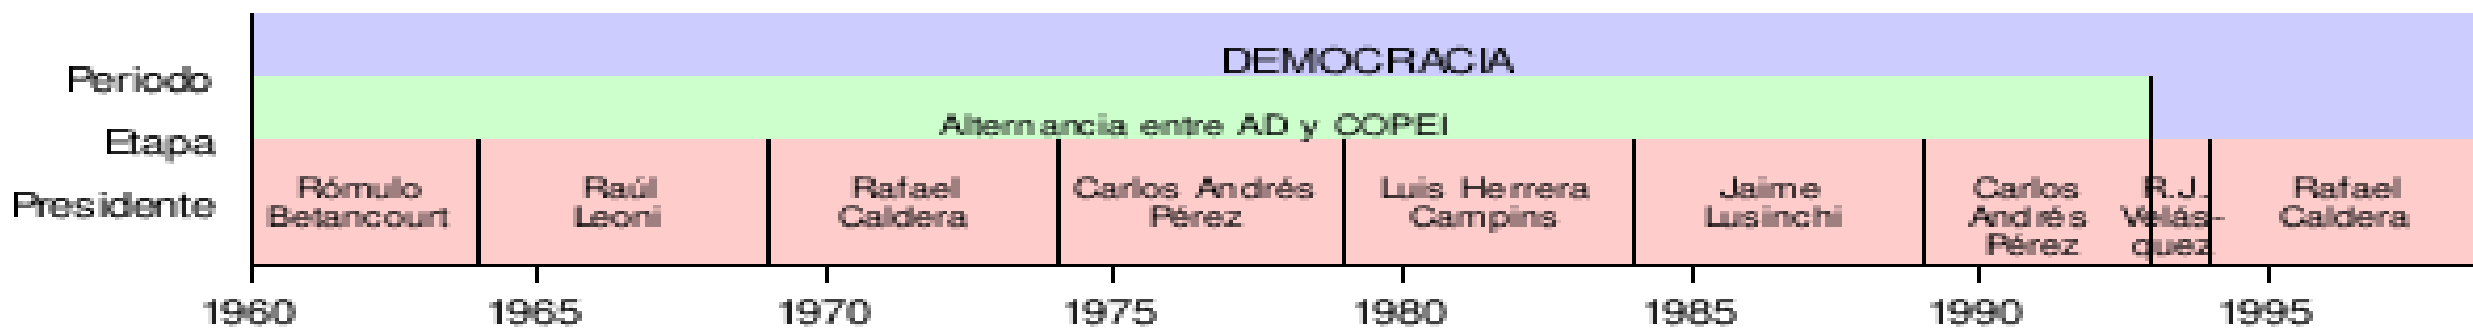 DEMOCRACIA
Periodo
Alternancia entre AD y COPEI
Etapa
Presidente
Rómulo
Betancourt
Raúl
Leoni
Rafael
Caldera
Carlos Andrés
Pérez
Luis Herrera
Campins
Jaime
Lusinchi
Carlos
Andrés
Pérez
R.J.
Velás-
quez
Rafael
Caldera
1960
1965
1970
1975
1980
1985
1990
1995